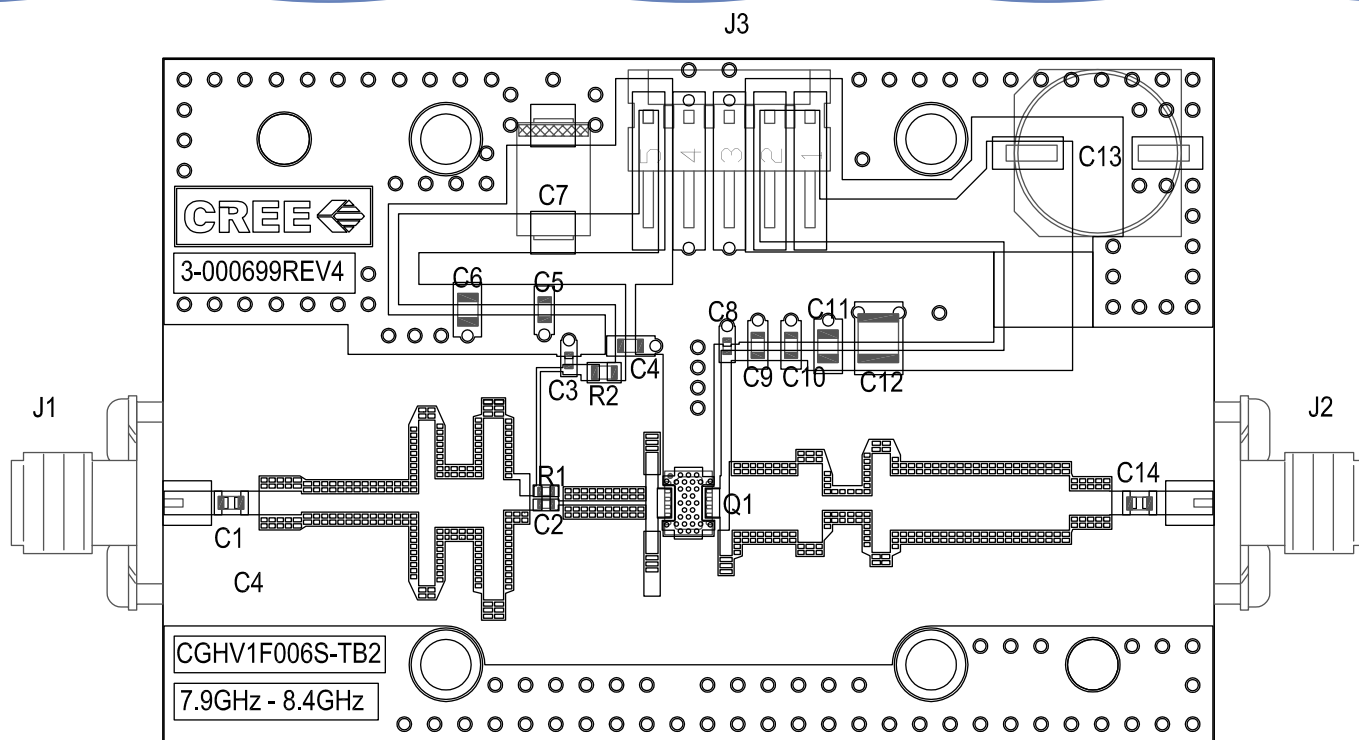 J3
5 4 3 2 1
C13
C7
CREE
3-000699REV4
C6 C5
C8 C11
C3 R2 C4
C9 C10 C12
J1
J2
R1
C14
Q1
C1
C2
C4
CGHV1F006S-TB2
7.9GHz - 8.4GHz